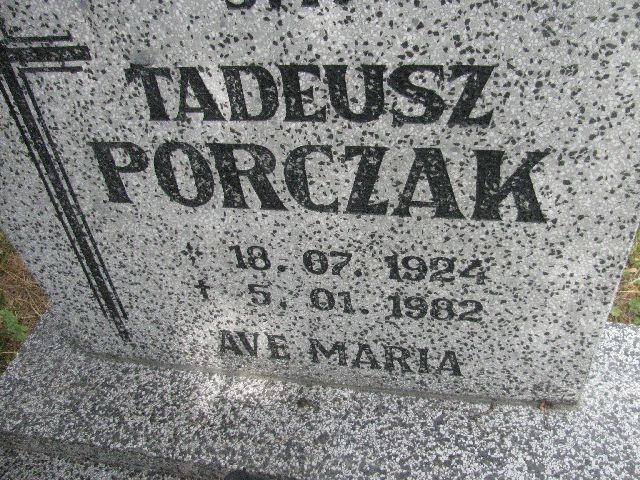 TADEUSZ
PORCZAK
* 18. 07. 1924
† 5. 01. 1982
AVE MARIA